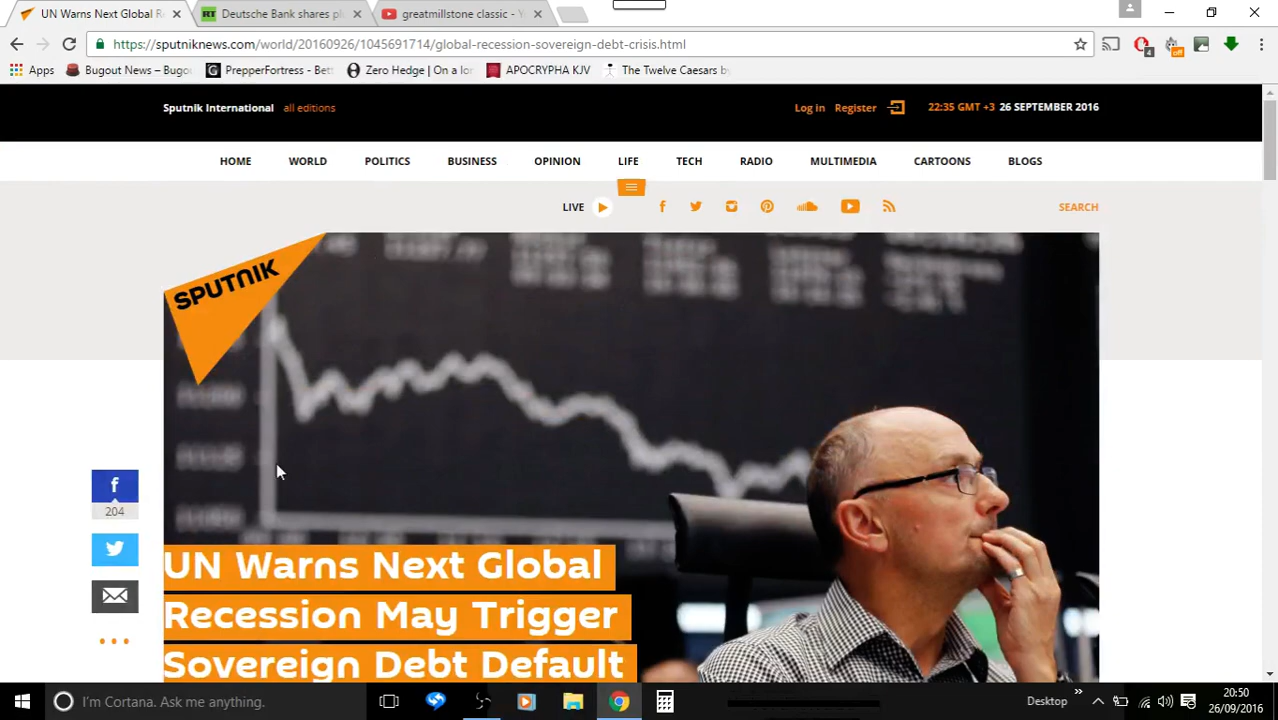 UN Warns Next Global R
Deutsche Bank shares pl
greatmillstone classic - Y
https://sputniknews.com/world/20160926/1045691714/global-recession-sovereign-debt-crisis.html
4
off
Apps
Bugout News – Bugo
PrepperFortress - Bett
Zero Hedge | On a lon
APOCRYPHA KJV
The Twelve Caesars by
Sputnik International all editions
Log in Register
22:35 GMT +3 26 SEPTEMBER 2016
HOME WORLD POLITICS BUSINESS OPINION LIFE TECH RADIO MULTIMEDIA CARTOONS BLOGS
LIVE
SEARCH
SPUTNIK
204
UN Warns Next Global
Recession May Trigger
Sovereign Debt Default
I'm Cortana. Ask me anything.
Desktop
20:50
26/09/2016